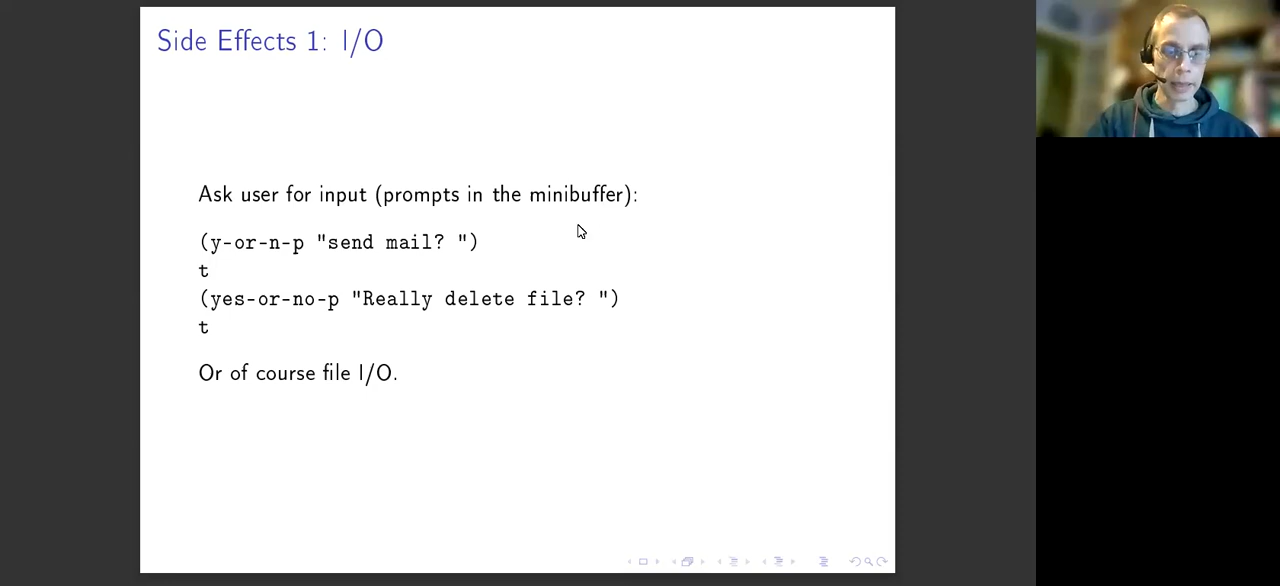 Side Effects 1: I/O
Ask user for input (prompts in the minibuffer):
(y-or-n-p "send mail? ")
t
(yes-or-no-p "Really delete file? ")
t
Or of course file I/O.